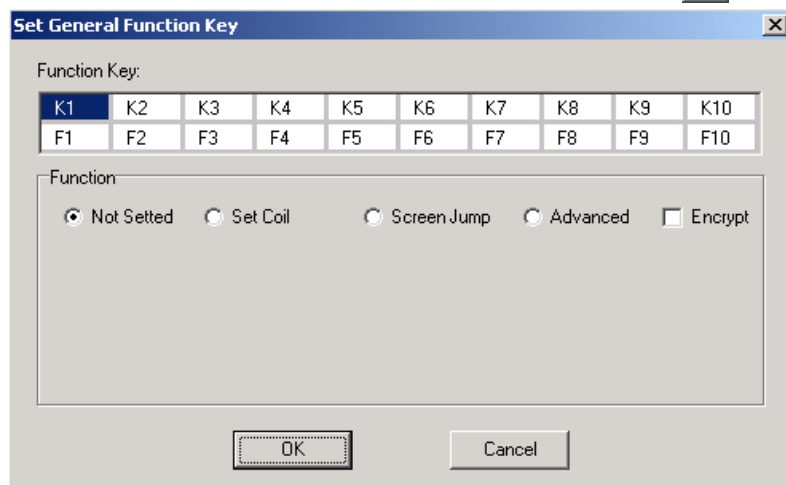 Set General Function Key
Function Key:
K1 K2 K3 K4 K5 K6 K7 K8 K9 K10
F1 F2 F3 F4 F5 F6 F7 F8 F9 F10
Function
Not Setted Set Coil Screen Jump Advanced Encrypt
OK Cancel